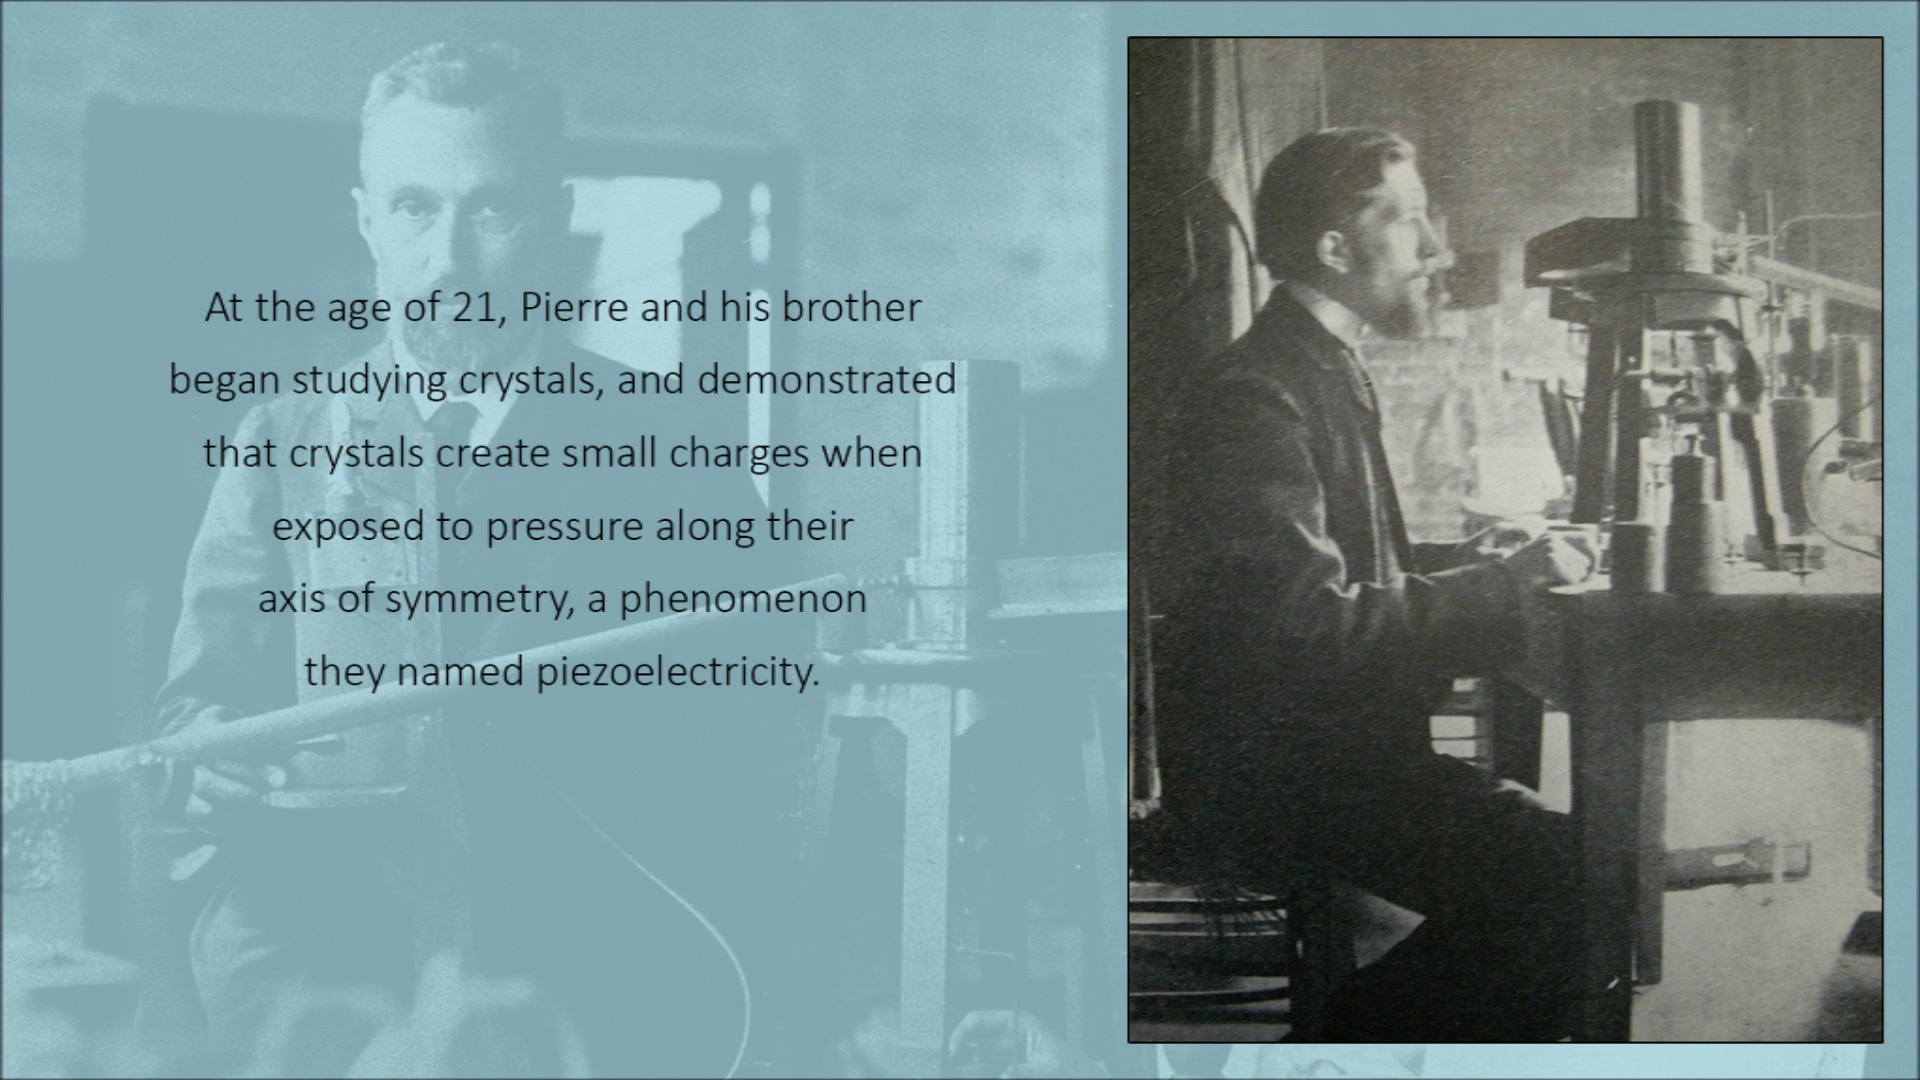 At the age of 21, Pierre and his brother
began studying crystals, and demonstrated
that crystals create small charges when
exposed to pressure along their
axis of symmetry, a phenomenon
they named piezoelectricity.